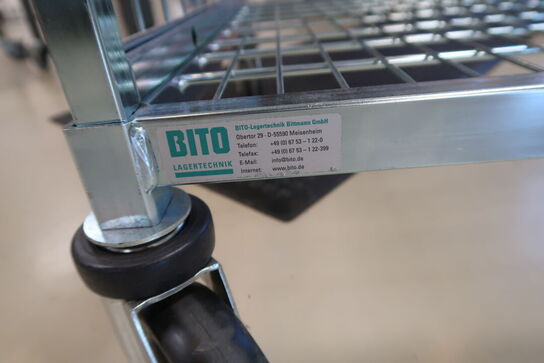 BITO
LAGERTECHNIK
BITO-Lagertechnik Bittmann GmbH
Obertor 29 - D-55590 Meisenheim
Telefon: +49 (0) 67 53 – 1 22-0
Telefax: +49 (0) 67 53 – 1 22-399
E-Mail: info@bito.de
Internet: www.bito.de